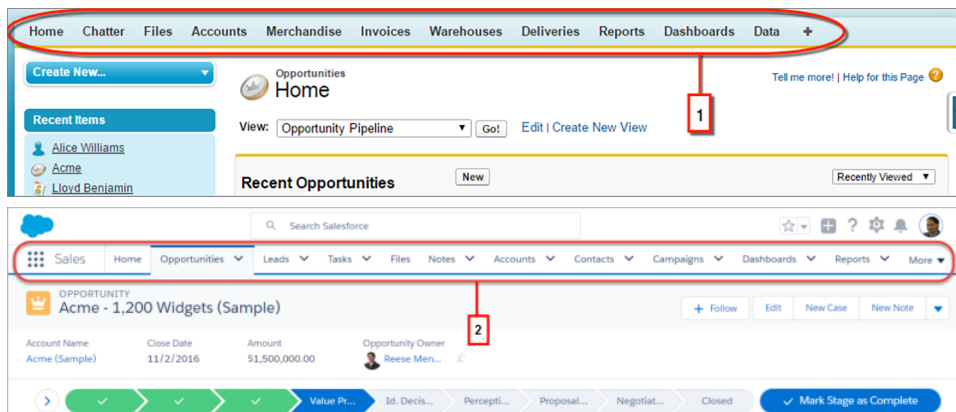 Home Chatter Files Accounts Merchandise Invoices Warehouses Deliveries Reports Dashboards Data +
Create New...
Opportunities
Home
Tell me more! | Help for this Page ?
Recent Items
1
View: Opportunity Pipeline Go! Edit | Create New View
Alice Williams
Acme
Lloyd Benjamin
Recent Opportunities New Recently Viewed
Search Salesforce
Sales Home Opportunities Leads Tasks Files Notes Accounts Contacts Campaigns Dashboards Reports More
OPPORTUNITY
Acme - 1,200 Widgets (Sample)
+ Follow Edit New Case New Note
2
Account Name Close Date Amount Opportunity Owner
Acme (Sample) 11/2/2016 $1,500,000.00 Reese Men...
Value Pr... Id. Decis... Percepti... Proposal... Negotiat... Closed Mark Stage as Complete